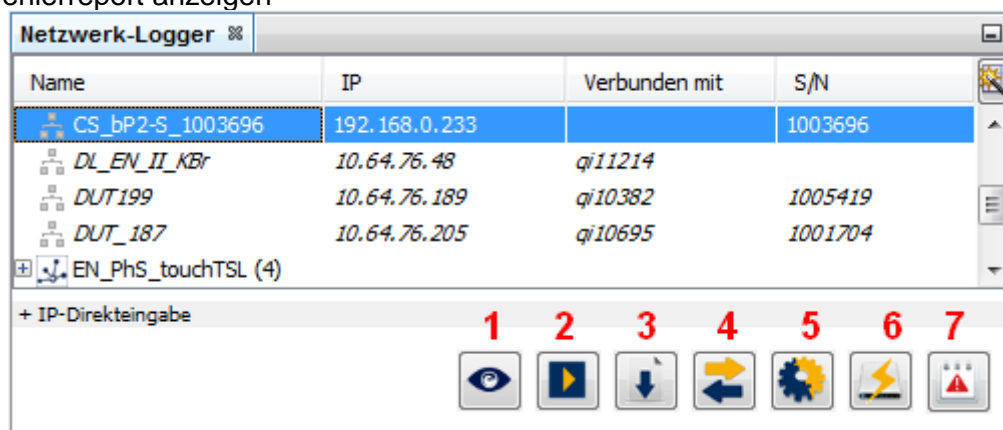 ehlerreport anzeigen
Netzwerk-Logger
Name IP Verbunden mit S/N
CS_bP2-S_1003696 192.168.0.233 1003696
DL_EN_II_KBr 10.64.76.48 qi11214
DUT199 10.64.76.189 qi10382 1005419
DUT_187 10.64.76.205 qi10695 1001704
EN_PhS_touchTSL (4)
+ IP-Direkteingabe
1 2 3 4 5 6 7